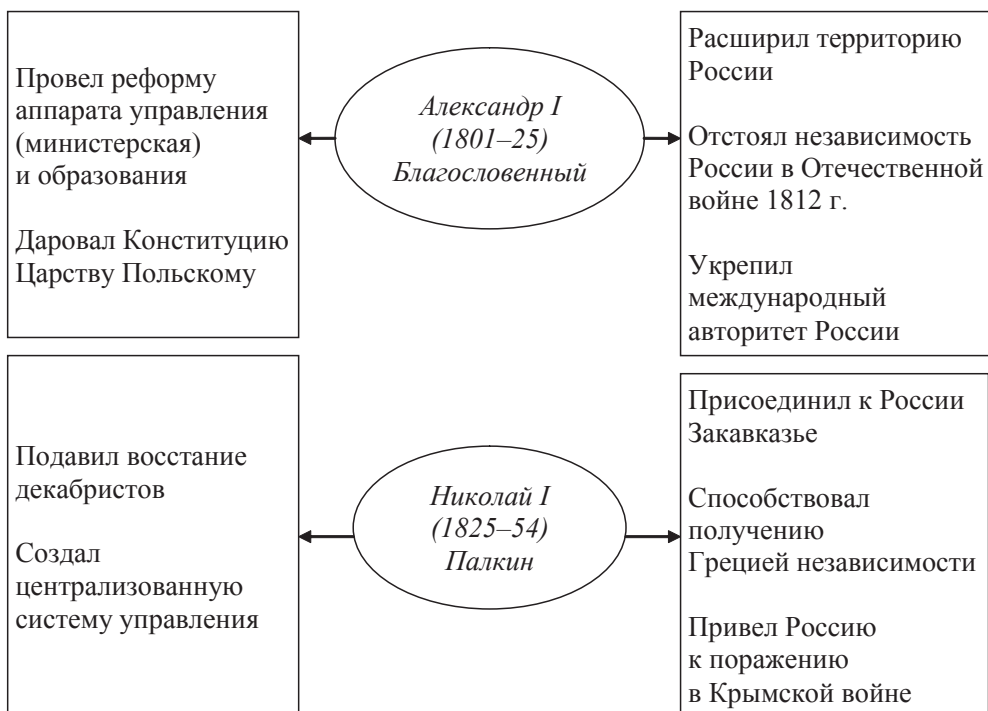 Провел реформу
аппарата управления
(министерская)
и образования
Даровал Конституцию
Царству Польскому
Александр I
(1801–25)
Благословенный
Расширил территорию
России
Отстоял независимость
России в Отечественной
войне 1812 г.
Укрепил
международный
авторитет России
Подавил восстание
декабристов
Создал
централизованную
систему управления
Николай I
(1825–54)
Палкин
Присоединил к России
Закавказье
Способствовал
получению
Грецией независимости
Привел Россию
к поражению
в Крымской войне